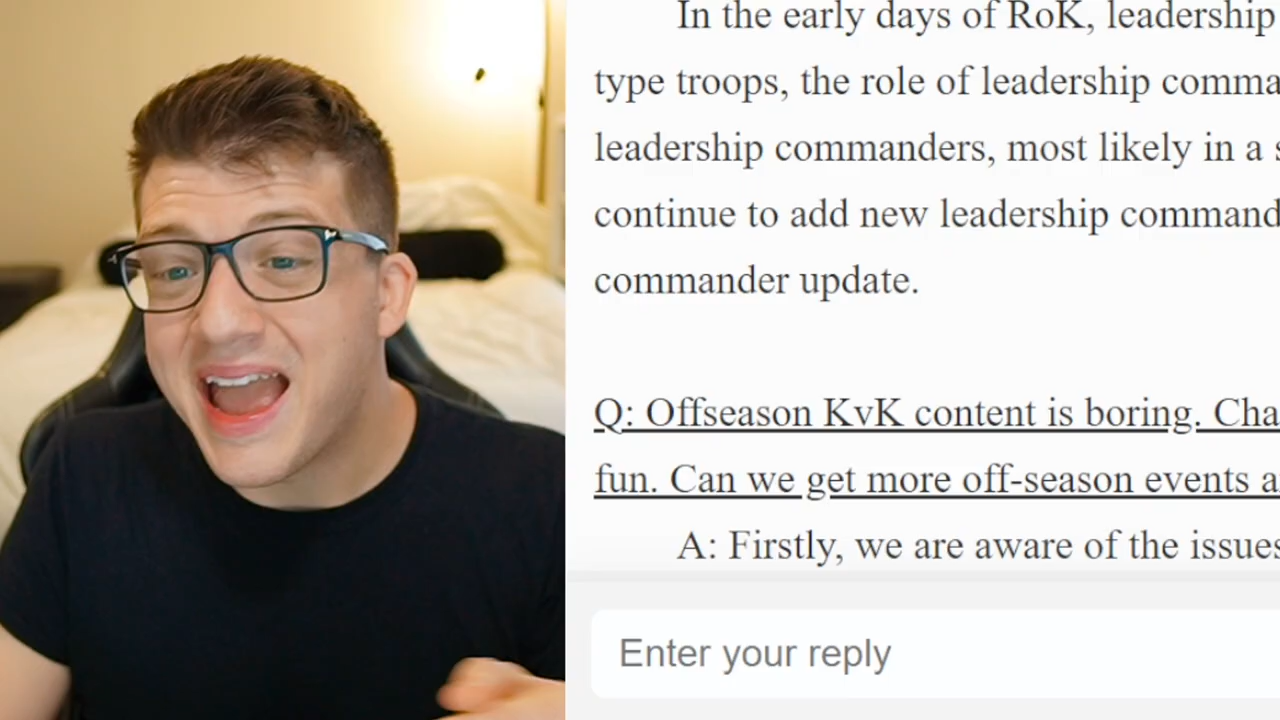 In the early days of RoK, leadership
type troops, the role of leadership comma
leadership commanders, most likely in a s
continue to add new leadership command
commander update.
Q: Offseason KvK content is boring. Cha
fun. Can we get more off-season events a
A: Firstly, we are aware of the issues
Enter your reply